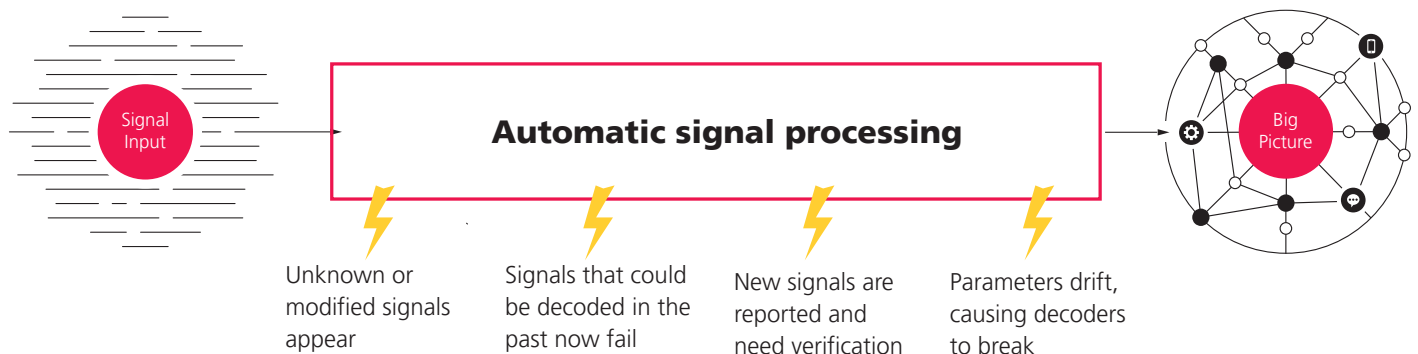 Signal
Input
Automatic signal processing
Big
Picture
Unknown or
modified signals
appear
Signals that could
be decoded in the
past now fail
New signals are
reported and
need verification
Parameters drift,
causing decoders
to break